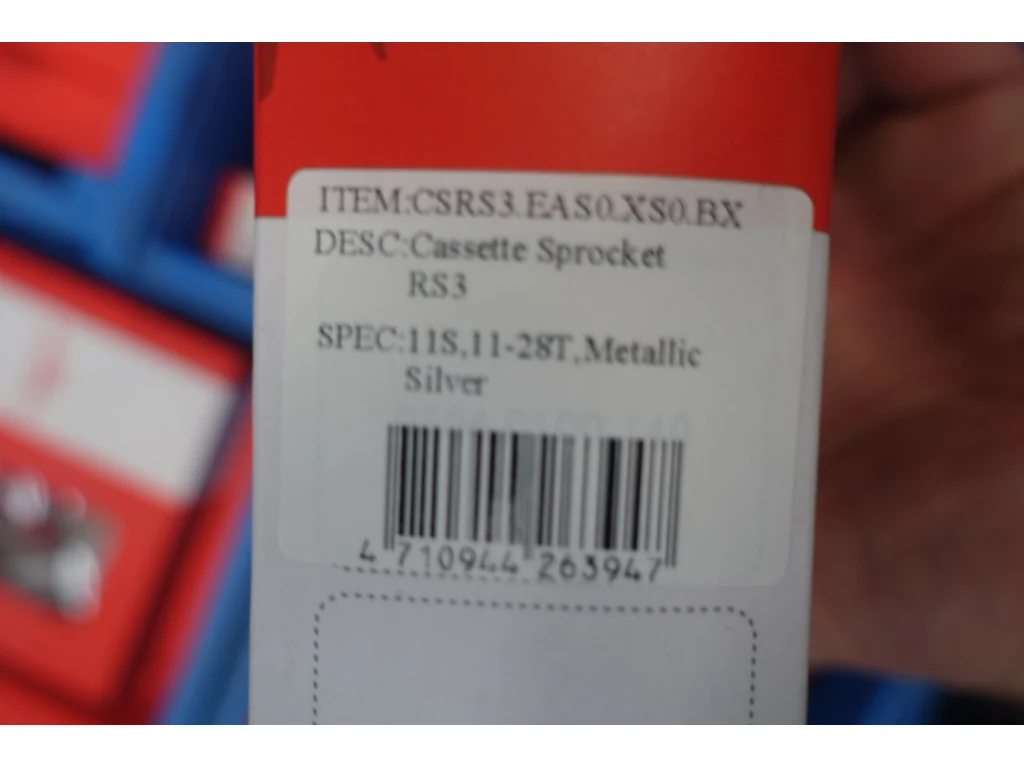 ITEM:CSRS3.EAS0.XS0.BX
DESC:Cassette Sprocket
RS3
SPEC:11S,11-28T,Metallic
Silver
4 710944 263947